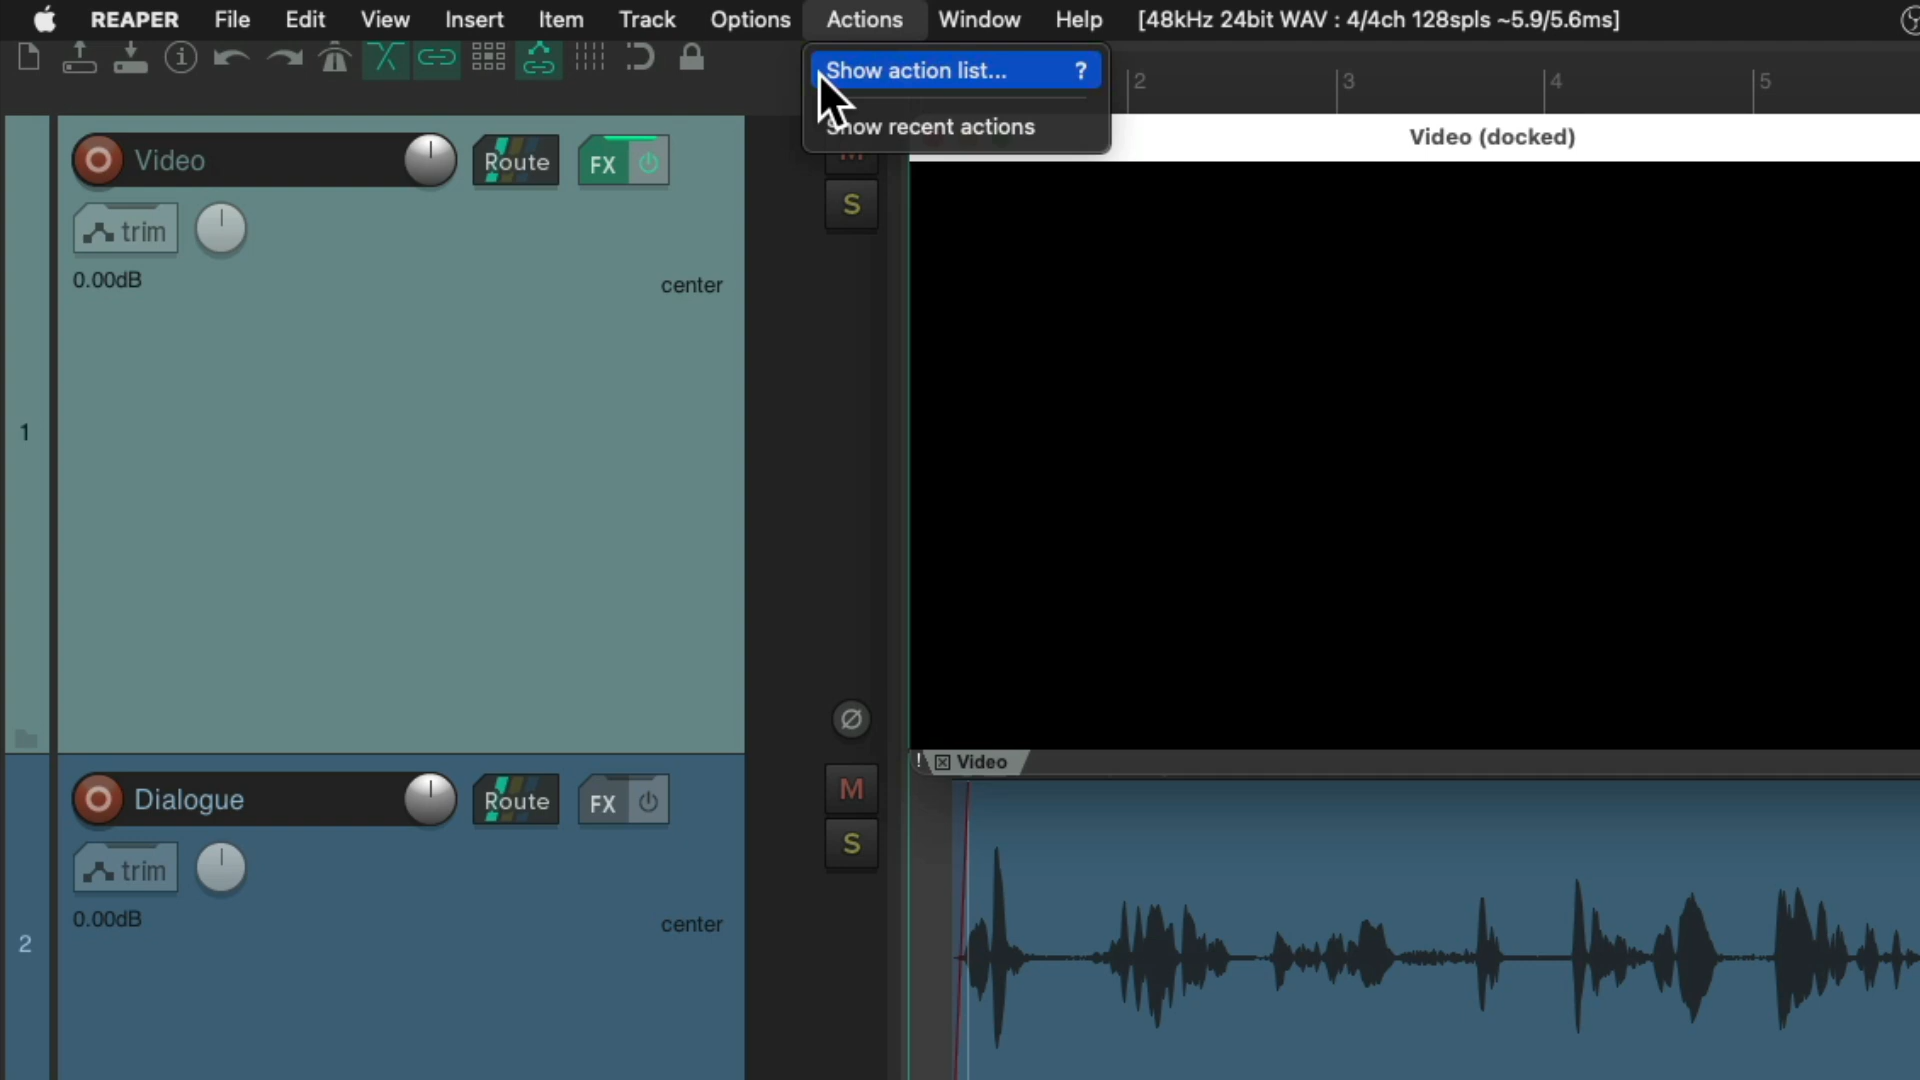 REAPER File Edit View Insert Item Track Options Actions Window Help [48kHz 24bit WAV : 4/4ch 128spls ~5.9/5.6ms]
Show action list... ?
Show recent actions
2 3 4 5
Video (docked)
Video Route FX
M
S
trim
0.00dB center
1
! Video
Dialogue Route FX
M
S
trim
0.00dB center
2